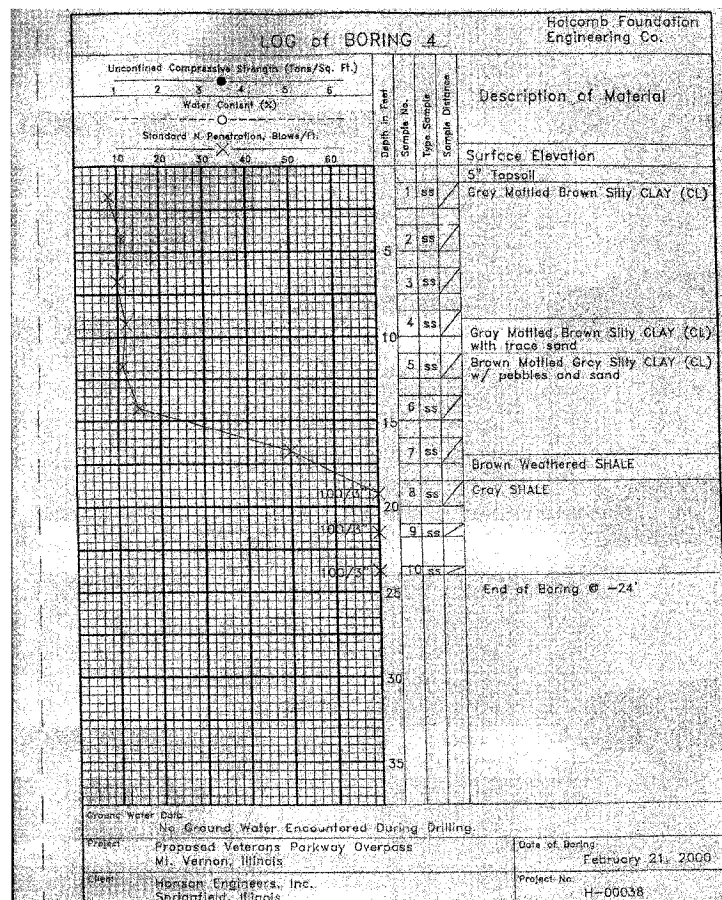 LOG of BORING 4
Holcomb Foundation
Engineering Co.
Unconfined Compressive Strength (Tons/Sq. Ft.)
1 2 3 4 5 6
Water Content (%)
Standard N Penetration, Blows/ft.
10 20 30 40 50 60
Depth in Feet
Sample No.
Type Sample
Sample Distance
Description of Material
Surface Elevation
5" Topsoil
1 ss Grey Mottled Brown Silty CLAY (CL)
2 ss
5
3 ss
4 ss
10
Gray Mottled Brown Silty CLAY (CL)
with trace sand
5 ss Brown Mottled Grey Silty CLAY (CL)
w/ pebbles and sand
6 ss
15
7 ss
Brown Weathered SHALE
100/3" 8 ss Gray SHALE
20
100/3" 9 ss
100/3" 10 ss
25
End of Boring @ -24'
30
35
Ground Water Data
No Ground Water Encountered During Drilling.
Project
Proposed Veterans Parkway Overpass
Mt. Vernon, Illinois
Date of Boring
February 21, 2000
Client
Hanson Engineers, Inc.
Springfield, Illinois
Project No.
H-00038